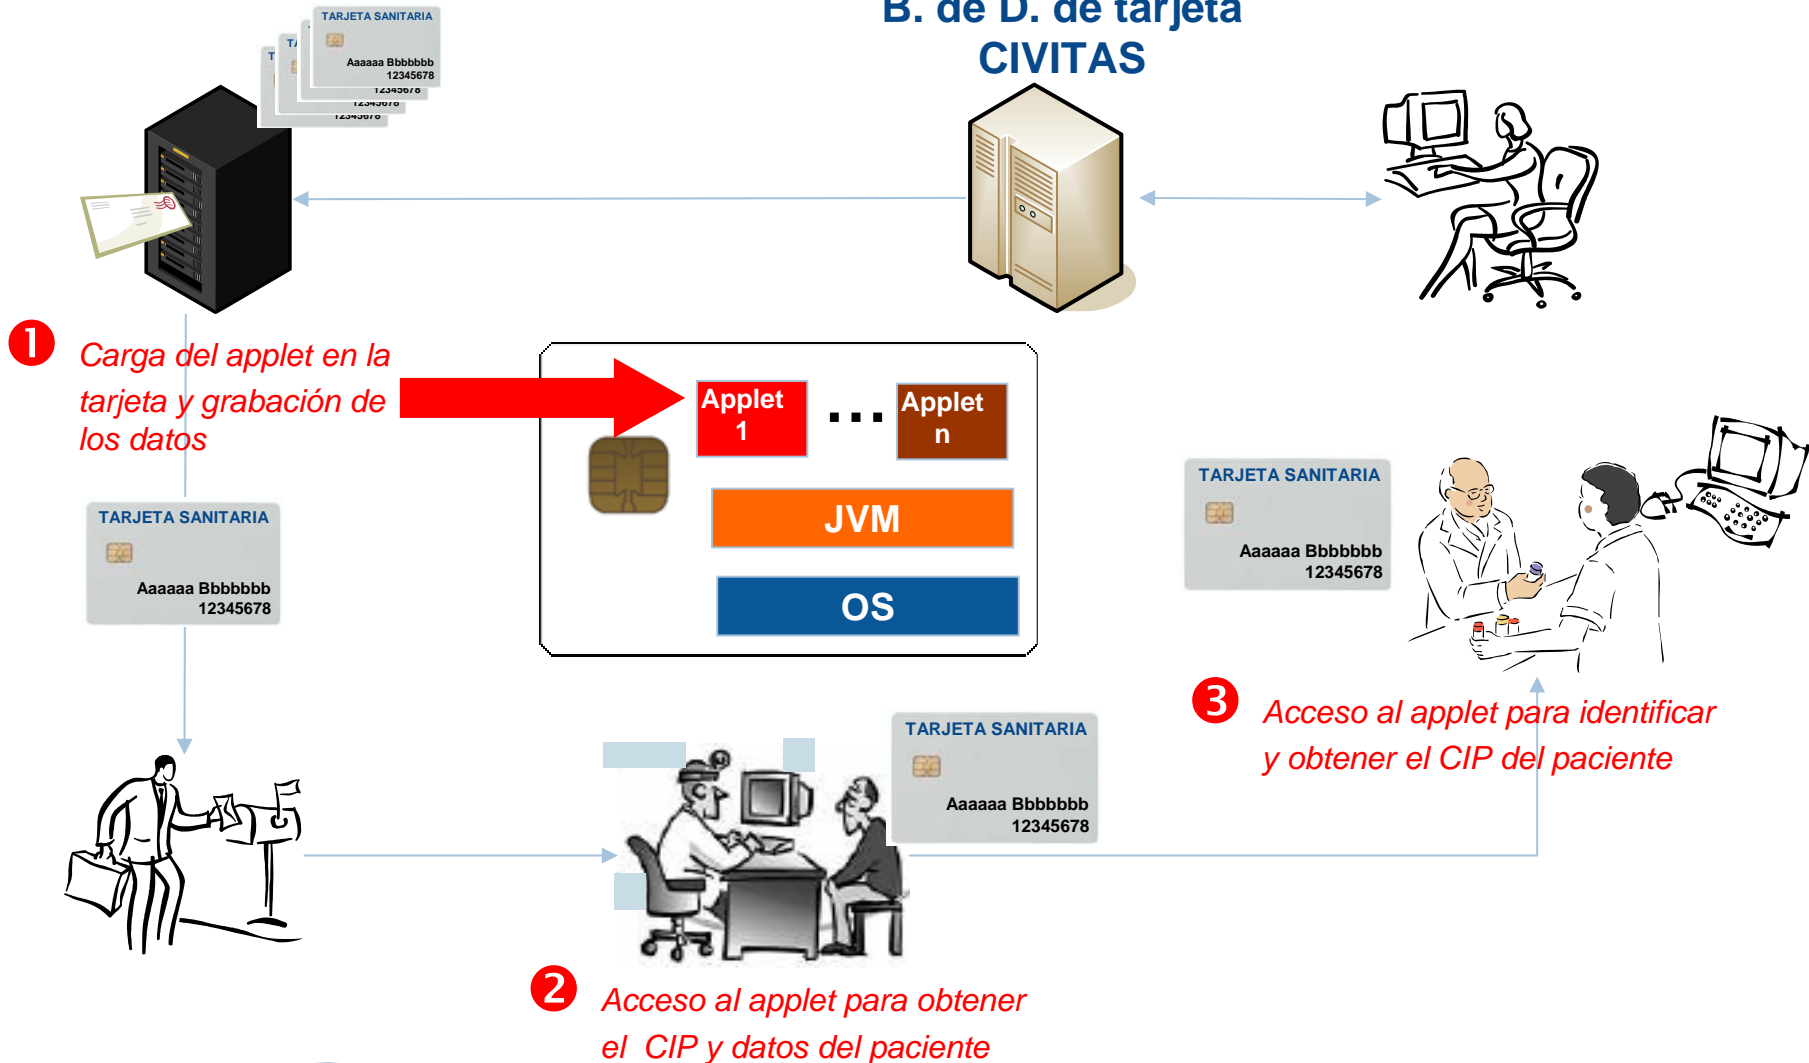 B. de D. de tarjeta
CIVITAS
TARJETA SANITARIA
Aaaaaa Bbbbbbb
12345678
12345678
12345678
12345678
1
Carga del applet en la
tarjeta y grabación de
los datos
Applet
1
...
Applet
n
JVM
OS
TARJETA SANITARIA
Aaaaaa Bbbbbbb
12345678
TARJETA SANITARIA
Aaaaaa Bbbbbbb
12345678
3
Acceso al applet para identificar
y obtener el CIP del paciente
TARJETA SANITARIA
Aaaaaa Bbbbbbb
12345678
2
Acceso al applet para obtener
el CIP y datos del paciente